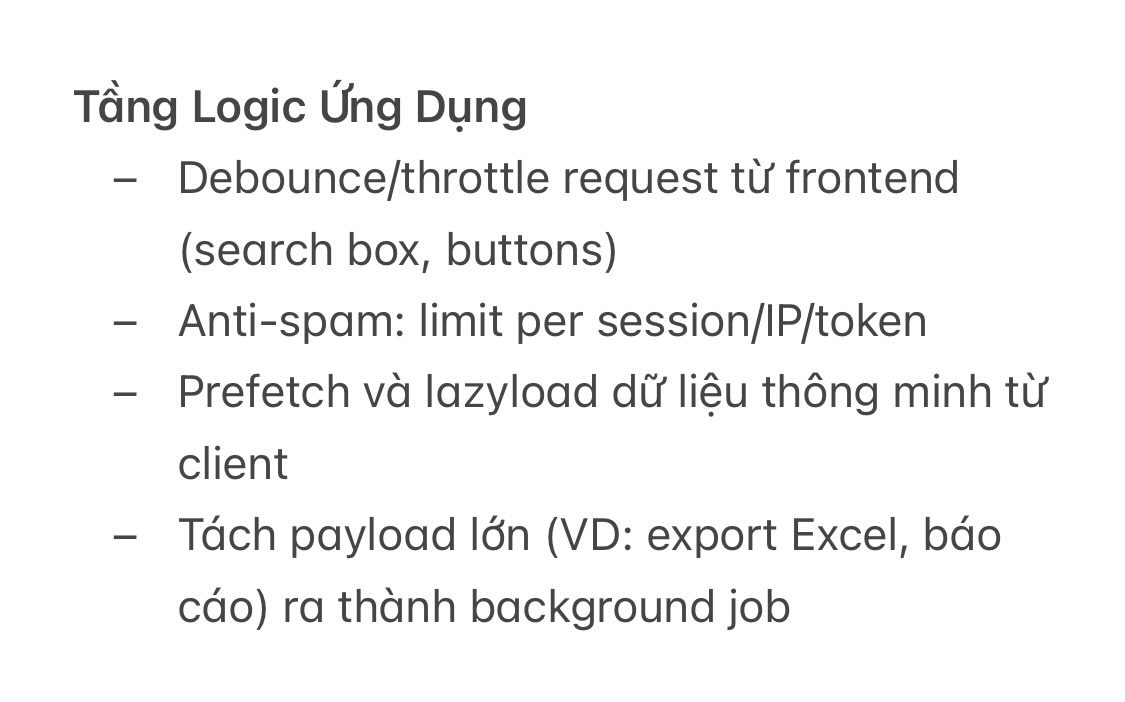 Tầng Logic Ứng Dụng
– Debounce/throttle request từ frontend
(search box, buttons)
– Anti-spam: limit per session/IP/token
– Prefetch và lazyload dữ liệu thông minh từ
client
– Tách payload lớn (VD: export Excel, báo
cáo) ra thành background job